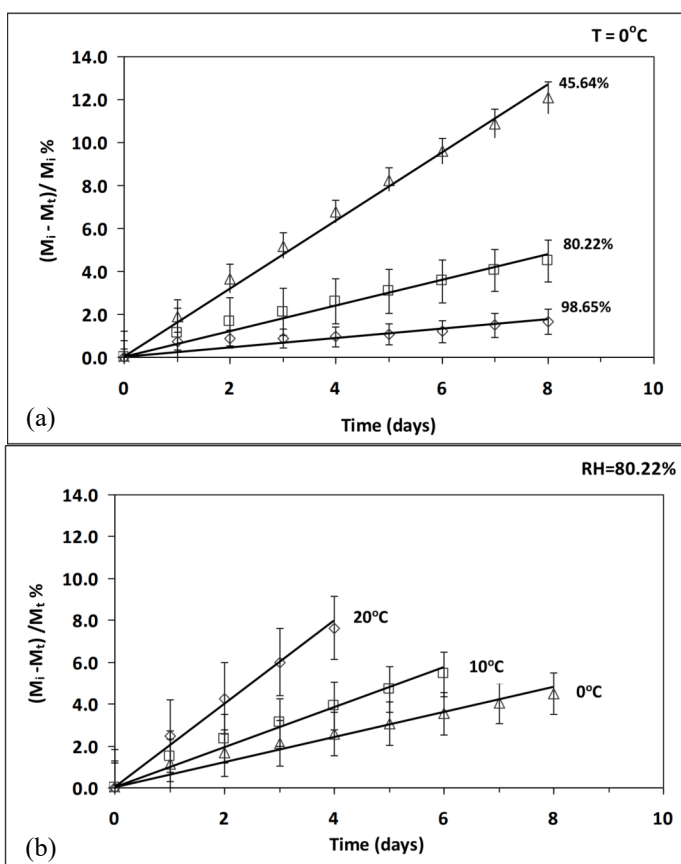 T = 0°C
14.0
12.0
10.0
8.0
6.0
4.0
2.0
0.0
(Mᵢ - Mₜ)/ Mᵢ %
45.64%
80.22%
98.65%
0 2 4 6 8 10
Time (days)
(a)
RH=80.22%
14.0
12.0
10.0
8.0
6.0
4.0
2.0
0.0
(Mᵢ -Mₜ) /Mₜ %
20°C
10°C
0°C
0 2 4 6 8 10
Time (days)
(b)